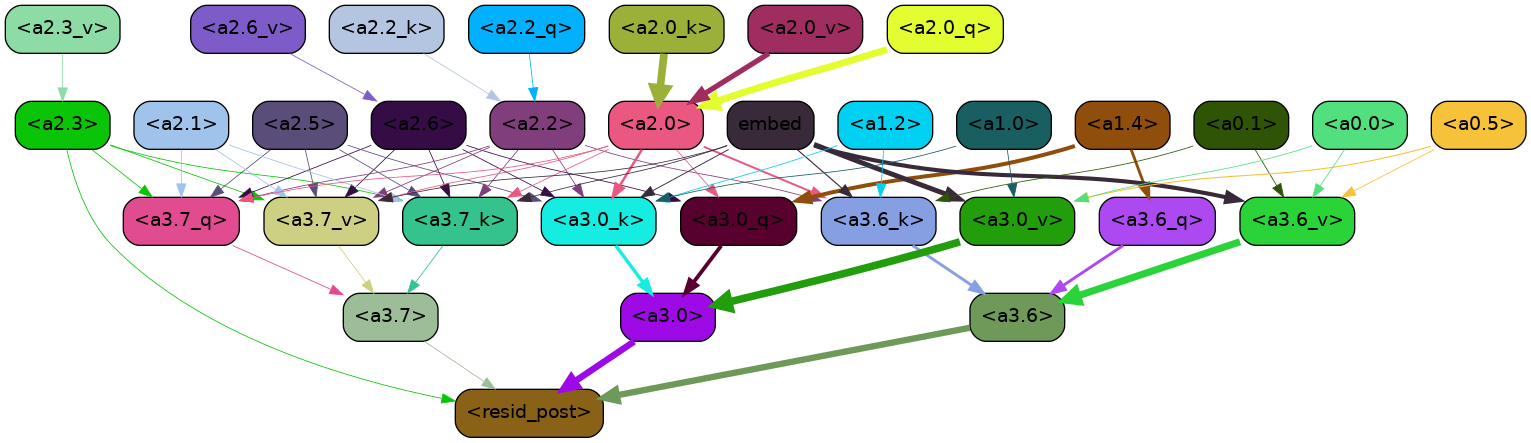 <a2.3_v> <a2.6_v> <a2.2_k> <a2.2_q> <a2.0_k> <a2.0_v> <a2.0_q>
<a2.3> <a2.1> <a2.5> <a2.6> <a2.2> <a2.0> embed <a1.2> <a1.0> <a1.4> <a0.1> <a0.0> <a0.5>
<a3.7_q> <a3.7_v> <a3.7_k> <a3.0_k> <a3.0_q> <a3.6_k> <a3.0_v> <a3.6_q> <a3.6_v>
<a3.7> <a3.0> <a3.6>
<resid_post>